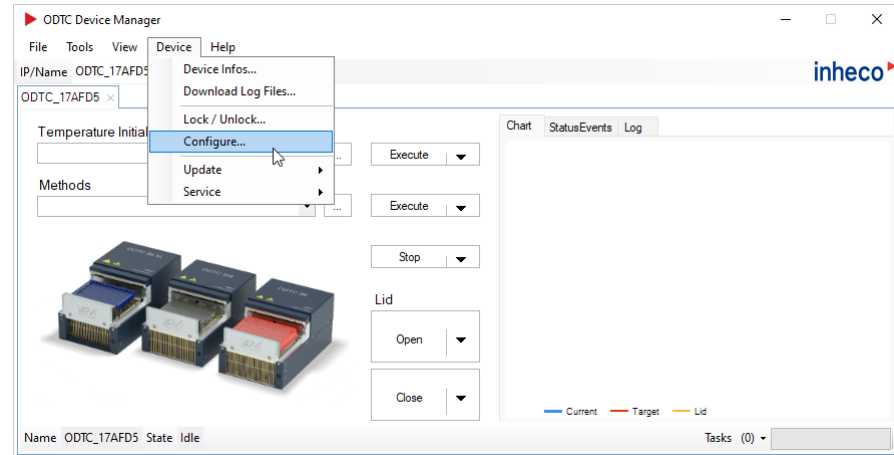 ODTC Device Manager
File Tools View Device Help
IP/Name ODTC_17AFD5
inheco
ODTC_17AFD5
Device Infos...
Download Log Files...
Lock / Unlock...
Configure...
Update
Service
Temperature Initial
... Execute
Methods
... Execute
Stop
Lid
Open
Close
Chart StatusEvents Log
Current Target Lid
Name ODTC_17AFD5 State Idle
Tasks (0)